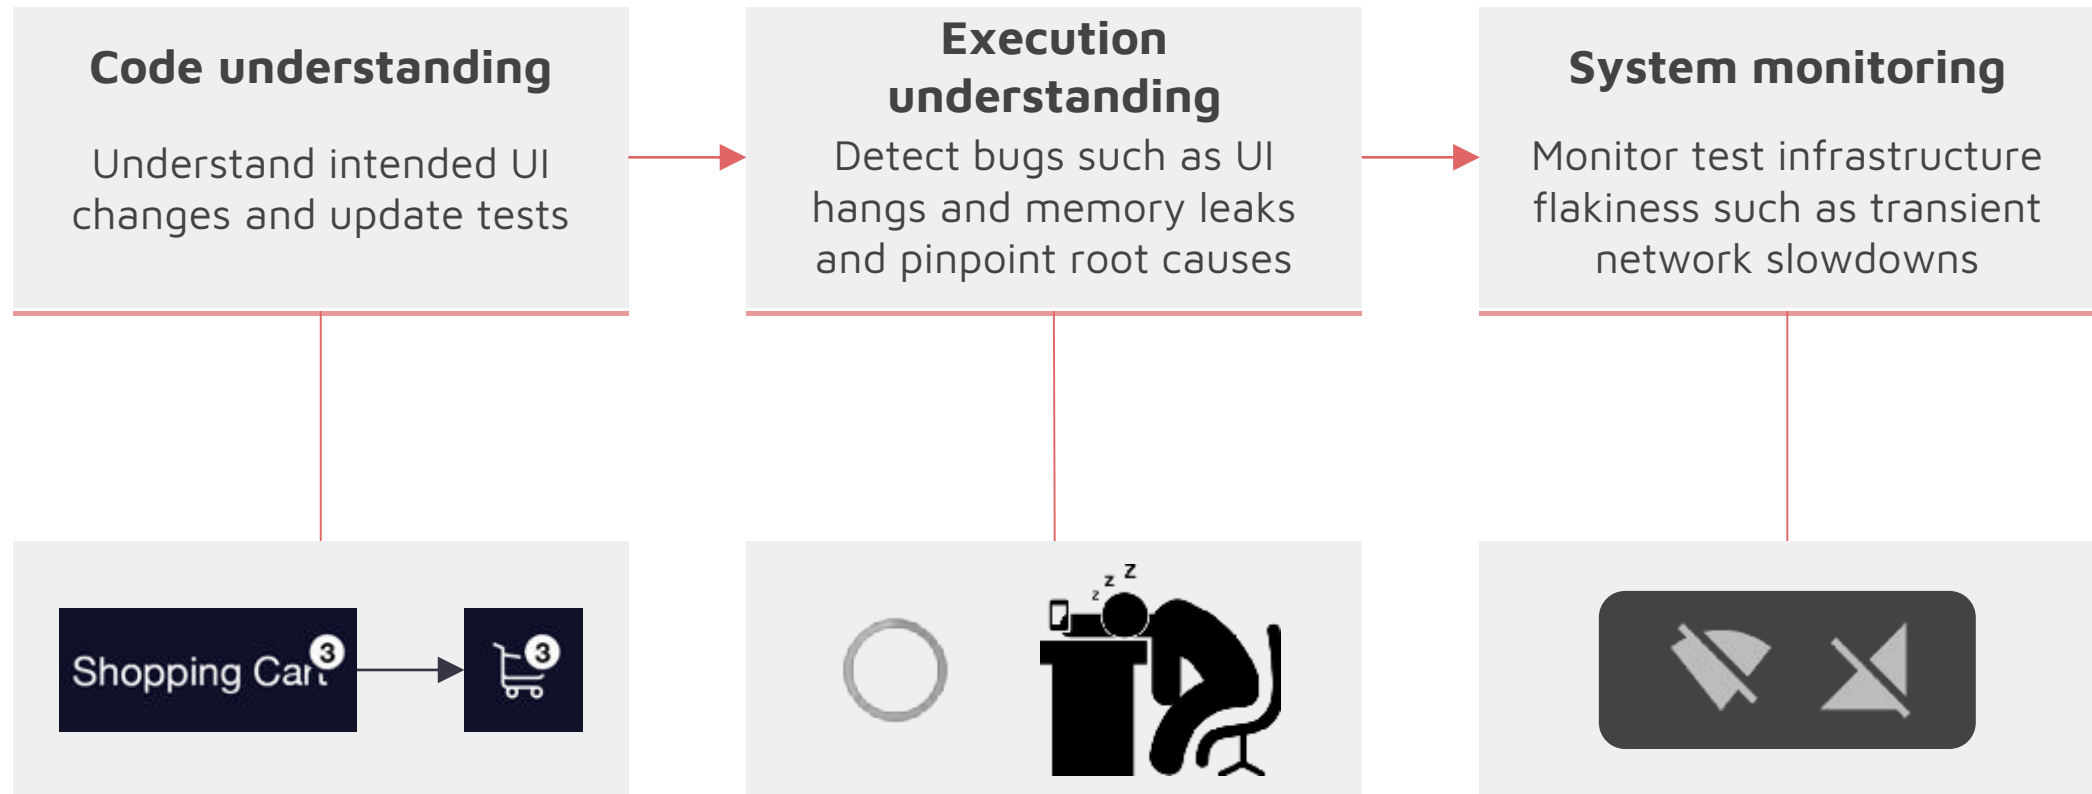 Code understanding
Understand intended UI
changes and update tests
Execution
understanding
Detect bugs such as UI
hangs and memory leaks
and pinpoint root causes
System monitoring
Monitor test infrastructure
flakiness such as transient
network slowdowns
Shopping Cart 3
3
z z Z